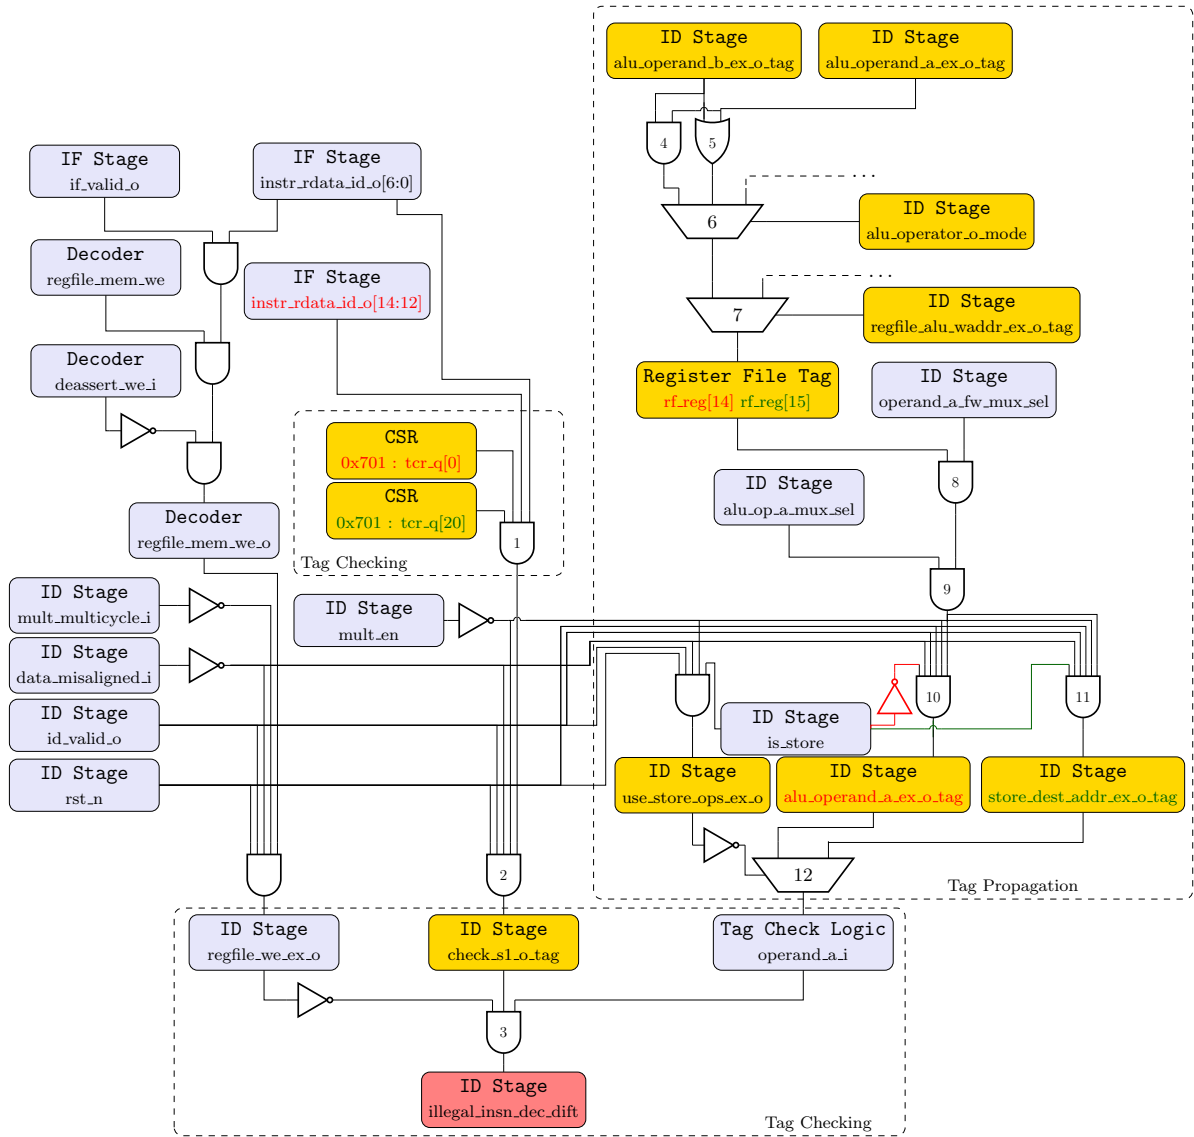 ID Stage
alu_operand_b_ex_o_tag
ID Stage
alu_operand_a_ex_o_tag
4
5
IF Stage
if_valid_o
IF Stage
instr_rdata_id_o[6:0]
...
6
ID Stage
alu_operator_o_mode
Decoder
regfile_mem_we
IF Stage
instr_rdata_id_o[14:12]
...
7
ID Stage
regfile_alu_waddr_ex_o_tag
Decoder
deassert_we_i
Register File Tag
rf_reg[14] rf_reg[15]
ID Stage
operand_a_fw_mux_sel
CSR
0x701 : tcr_q[0]
CSR
0x701 : tcr_q[20]
1
Tag Checking
8
ID Stage
alu_op_a_mux_sel
Decoder
regfile_mem_we_o
9
ID Stage
mult_multicycle_i
ID Stage
mult_en
ID Stage
data_misaligned_i
ID Stage
id_valid_o
ID Stage
rst_n
10
11
ID Stage
is_store
ID Stage
use_store_ops_ex_o
ID Stage
alu_operand_a_ex_o_tag
ID Stage
store_dest_addr_ex_o_tag
12
2
Tag Propagation
ID Stage
regfile_we_ex_o
ID Stage
check_s1_o_tag
Tag Check Logic
operand_a_i
3
ID Stage
illegal_insn_dec_dift
Tag Checking